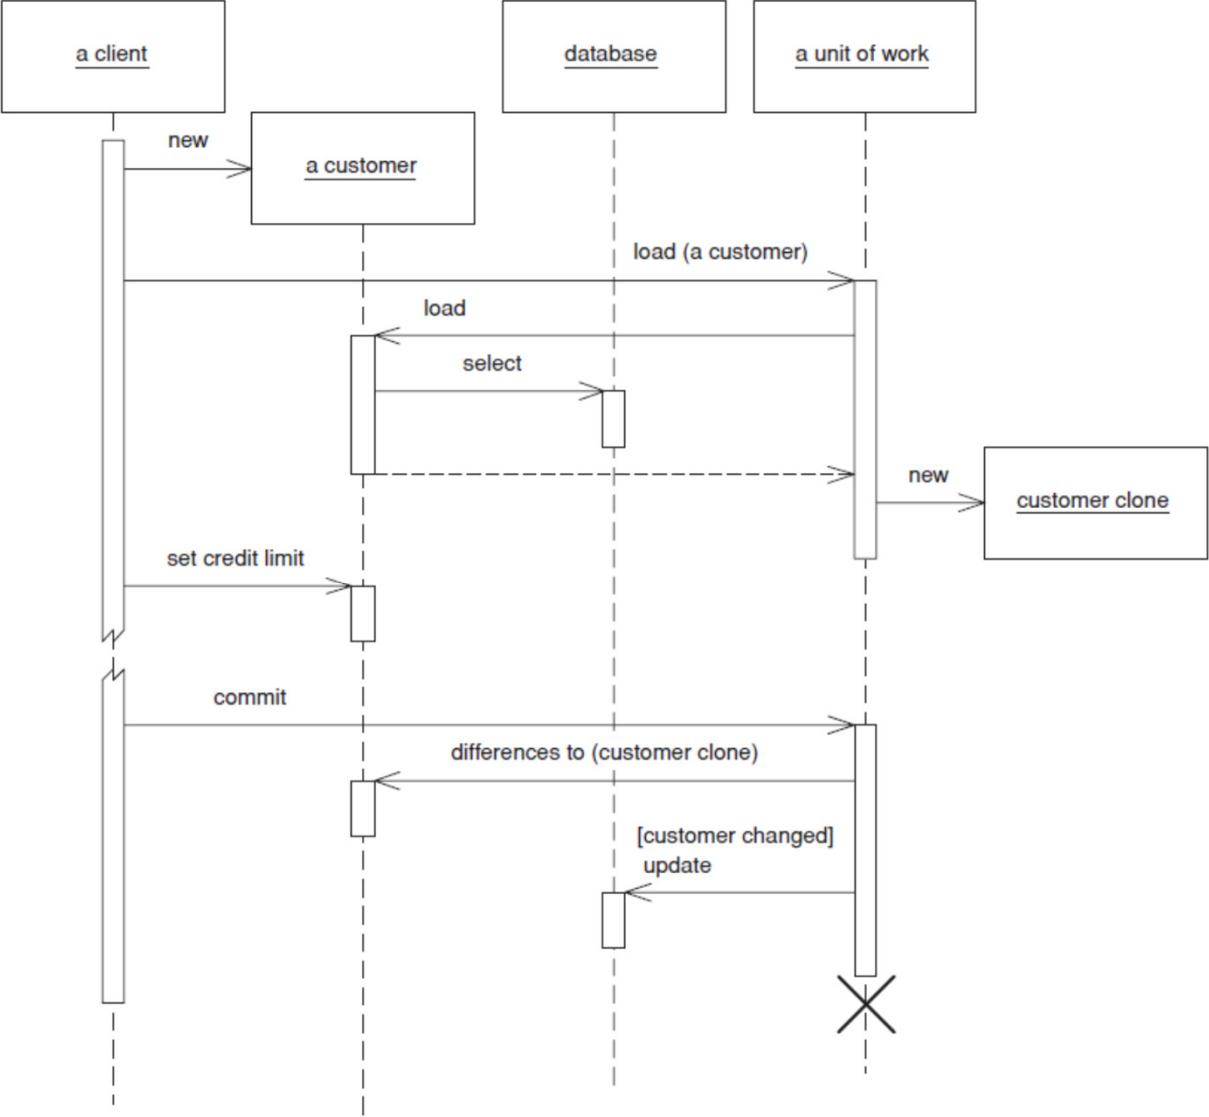 a client
database
a unit of work
new
a customer
load (a customer)
load
select
new
customer clone
set credit limit
commit
differences to (customer clone)
[customer changed]
update